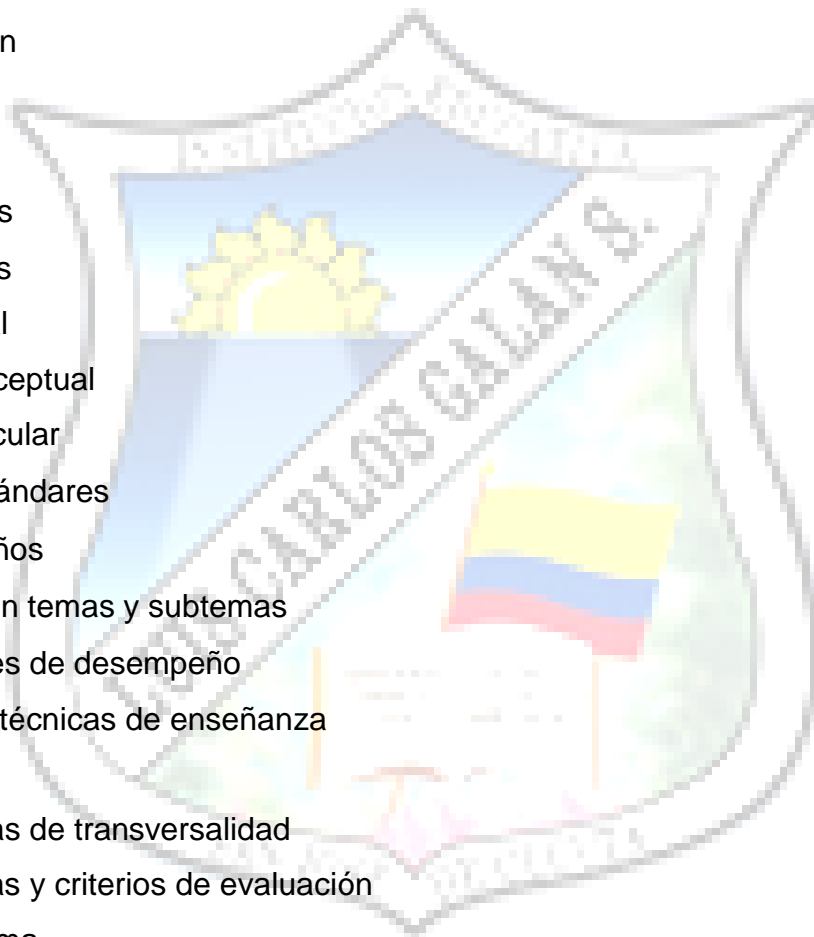 n
s
s
l
ceptual
cular
ándares
ños
n temas y subtemas
es de desempeño
técnicas de enseñanza
as de transversalidad
as y criterios de evaluación
LUIS CARLOS GALAN S.